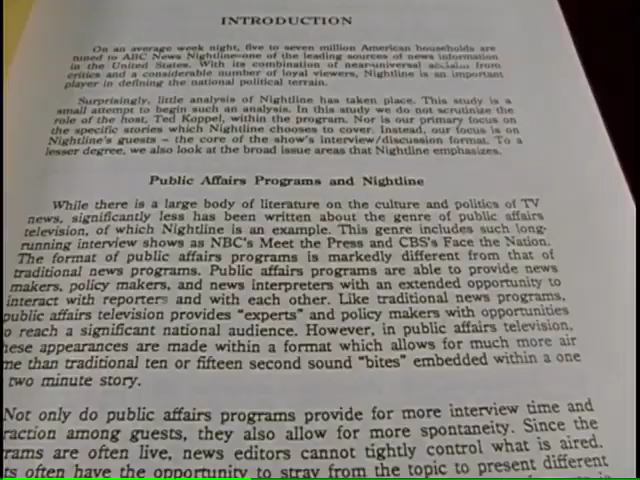 INTRODUCTION
On an average week night, five to seven million American households are
tuned to ABC News Nightline—one of the leading sources of news information
in the United States. With its combination of near-universal acclaim from
critics and a considerable number of loyal viewers, Nightline is an important
player in defining the national political terrain.
Surprisingly, little analysis of Nightline has taken place. This study is a
small attempt to begin such an analysis. In this study we do not scrutinize the
role of the host, Ted Koppel, within the program. Nor is our primary focus on
the specific stories which Nightline chooses to cover. Instead, our focus is on
Nightline's guests – the core of the show's interview/discussion format. To a
lesser degree, we also look at the broad issue areas that Nightline emphasizes.
Public Affairs Programs and Nightline
While there is a large body of literature on the culture and politics of TV
news, significantly less has been written about the genre of public affairs
television, of which Nightline is an example. This genre includes such long-
running interview shows as NBC's Meet the Press and CBS's Face the Nation.
The format of public affairs programs is markedly different from that of
traditional news programs. Public affairs programs are able to provide news
makers, policy makers, and news interpreters with an extended opportunity to
interact with reporters and with each other. Like traditional news programs,
public affairs television provides "experts" and policy makers with opportunities
o reach a significant national audience. However, in public affairs television,
hese appearances are made within a format which allows for much more air
me than traditional ten or fifteen second sound "bites" embedded within a one
two minute story.
Not only do public affairs programs provide for more interview time and
raction among guests, they also allow for more spontaneity. Since the
rams are often live, news editors cannot tightly control what is aired.
ts often have the opportunity to stray from the topic to present different